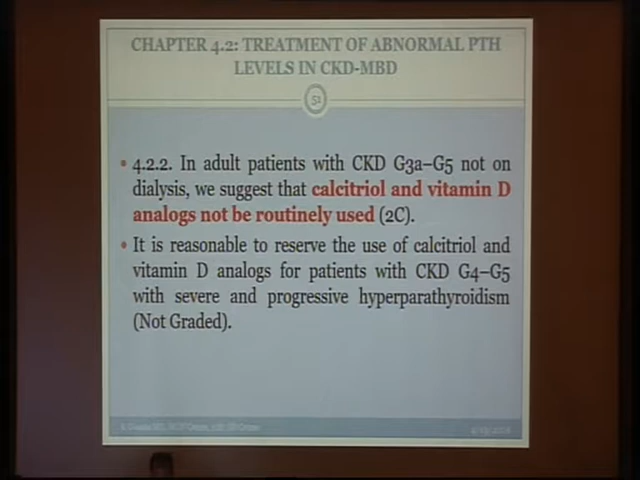 CHAPTER 4.2: TREATMENT OF ABNORMAL PTH
LEVELS IN CKD-MBD
51
• 4.2.2. In adult patients with CKD G3a–G5 not on
dialysis, we suggest that calcitriol and vitamin D
analogs not be routinely used (2C).
• It is reasonable to reserve the use of calcitriol and
vitamin D analogs for patients with CKD G4–G5
with severe and progressive hyperparathyroidism
(Not Graded).